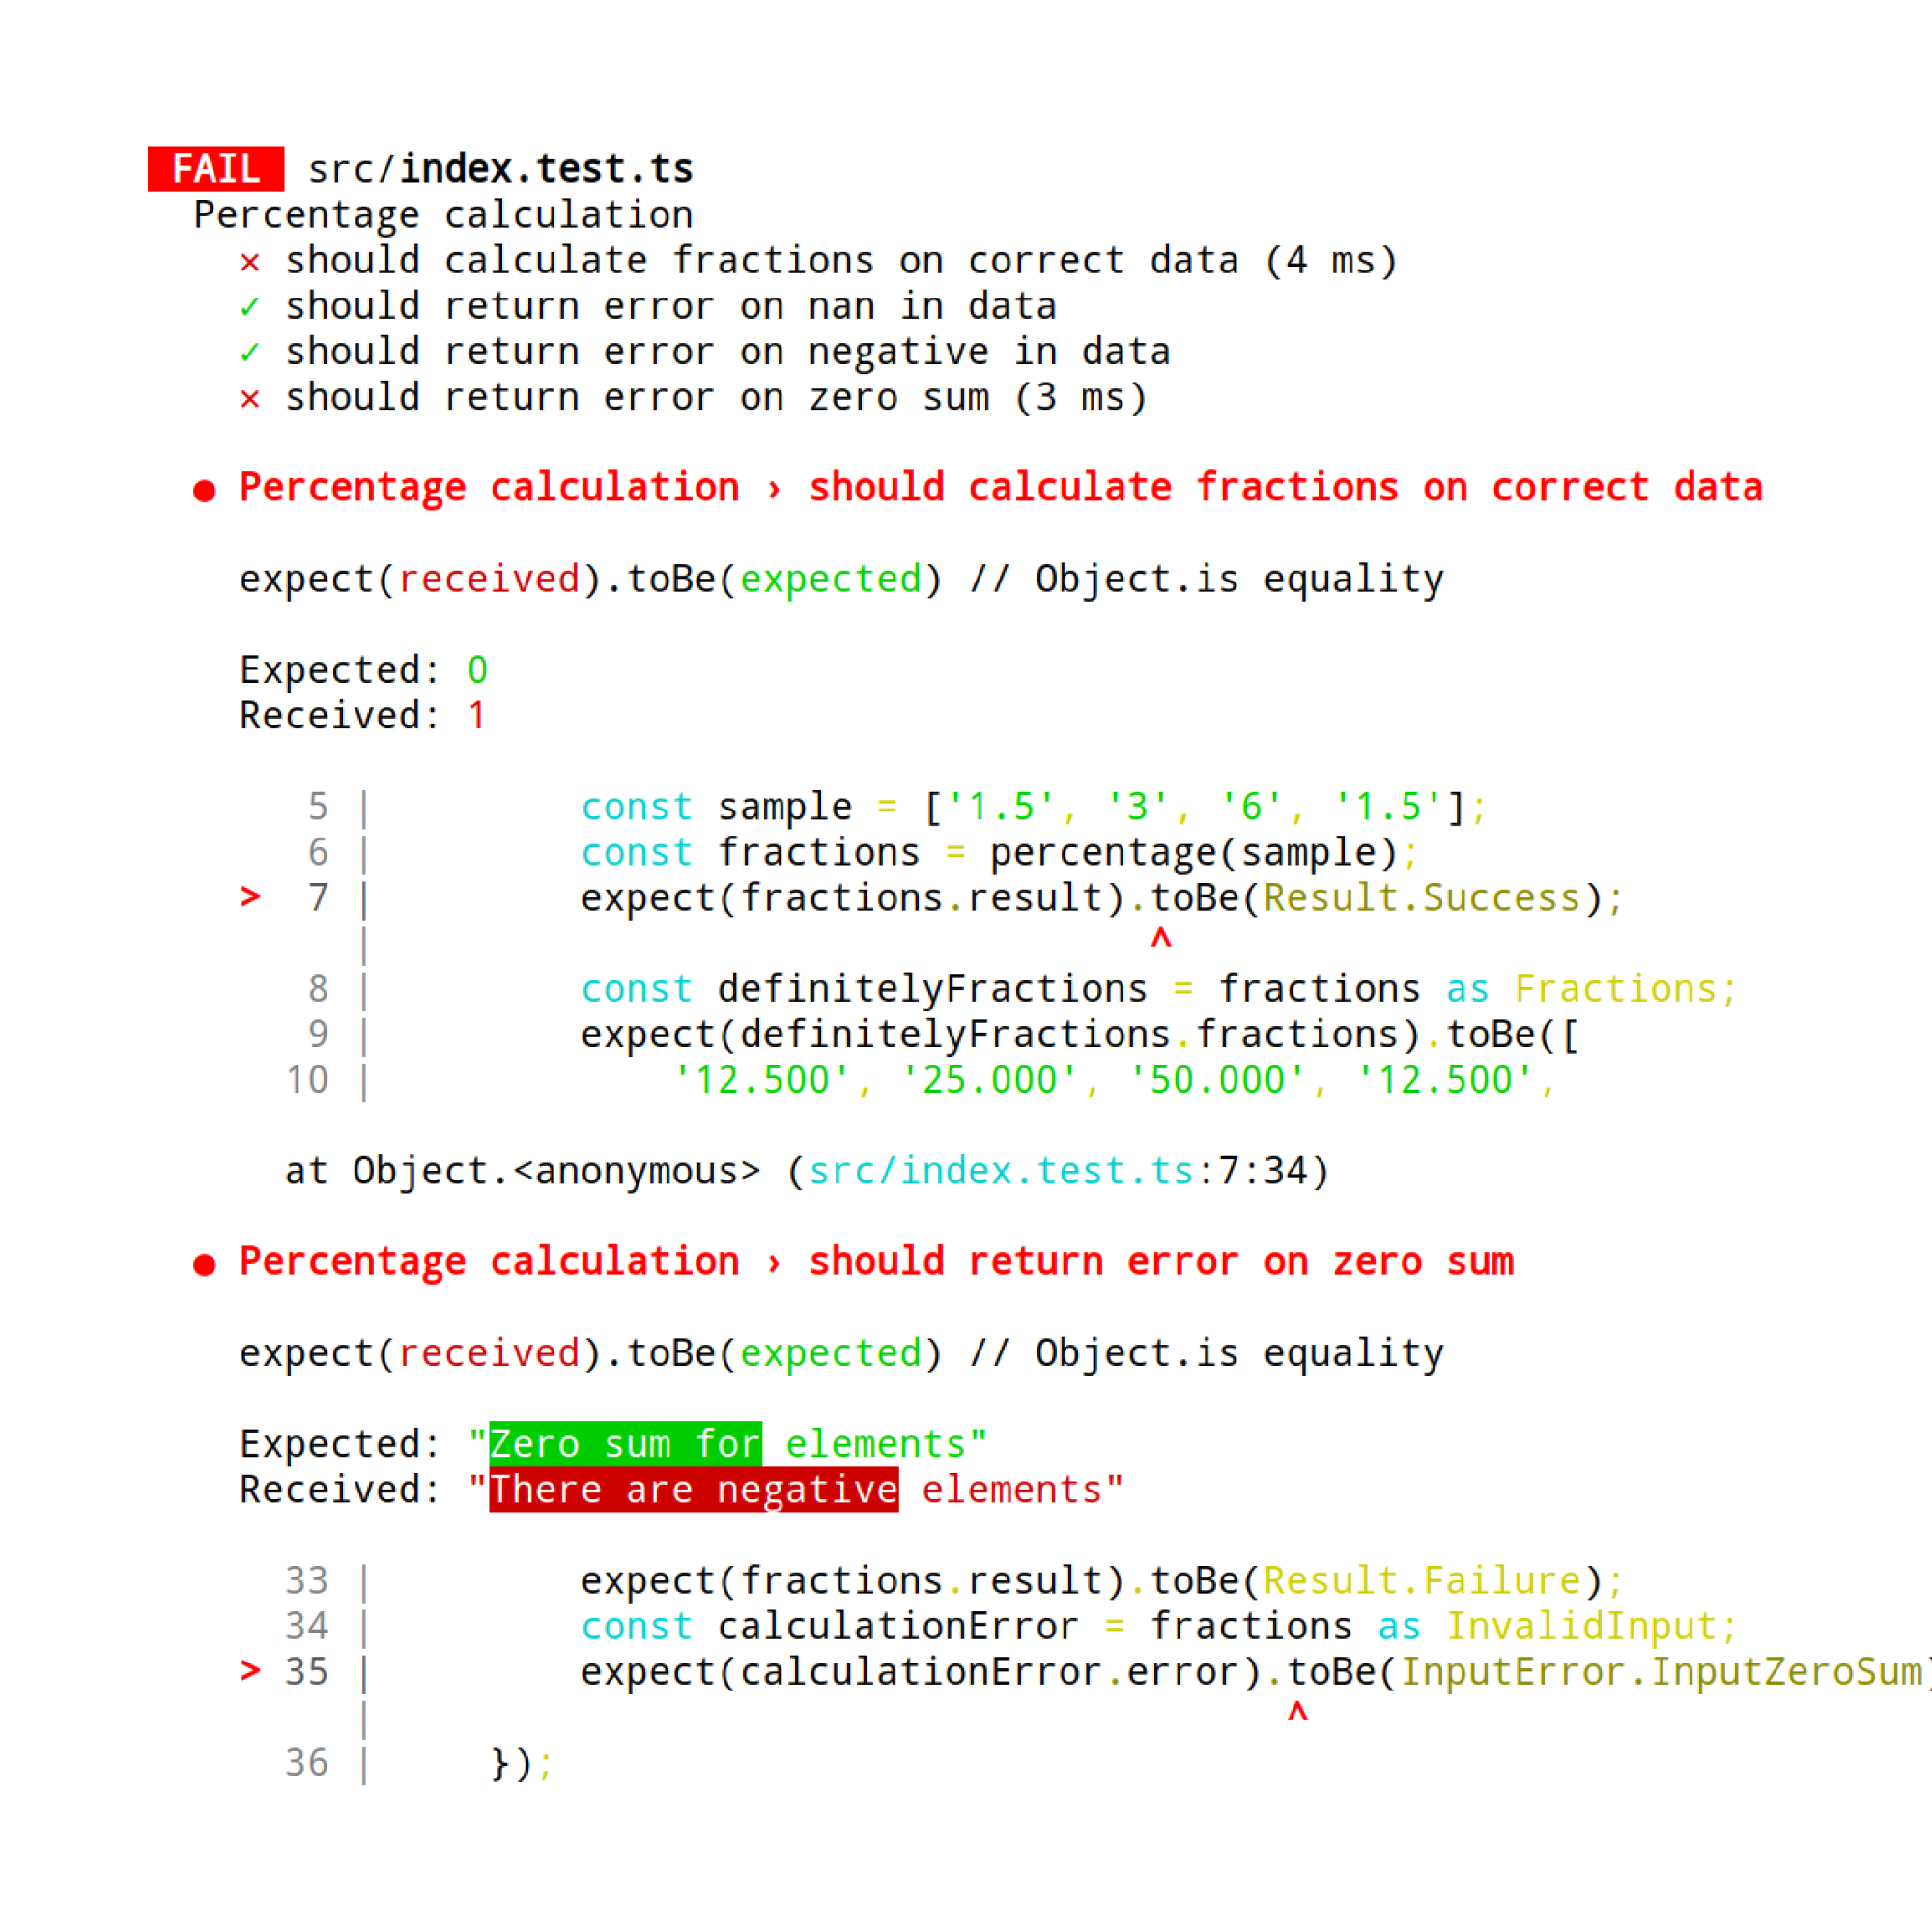 FAIL src/index.test.ts
Percentage calculation
✕ should calculate fractions on correct data (4 ms)
✓ should return error on nan in data
✓ should return error on negative in data
✕ should return error on zero sum (3 ms)
● Percentage calculation › should calculate fractions on correct data
expect(received).toBe(expected) // Object.is equality
Expected: 0
Received: 1
5 | const sample = ['1.5', '3', '6', '1.5'];
6 | const fractions = percentage(sample);
> 7 | expect(fractions.result).toBe(Result.Success);
| ^
8 | const definitelyFractions = fractions as Fractions;
9 | expect(definitelyFractions.fractions).toBe([
10 | '12.500', '25.000', '50.000', '12.500',
at Object.<anonymous> (src/index.test.ts:7:34)
● Percentage calculation › should return error on zero sum
expect(received).toBe(expected) // Object.is equality
Expected: "Zero sum for elements"
Received: "There are negative elements"
33 | expect(fractions.result).toBe(Result.Failure);
34 | const calculationError = fractions as InvalidInput;
> 35 | expect(calculationError.error).toBe(InputError.InputZeroSum)
| ^
36 | });